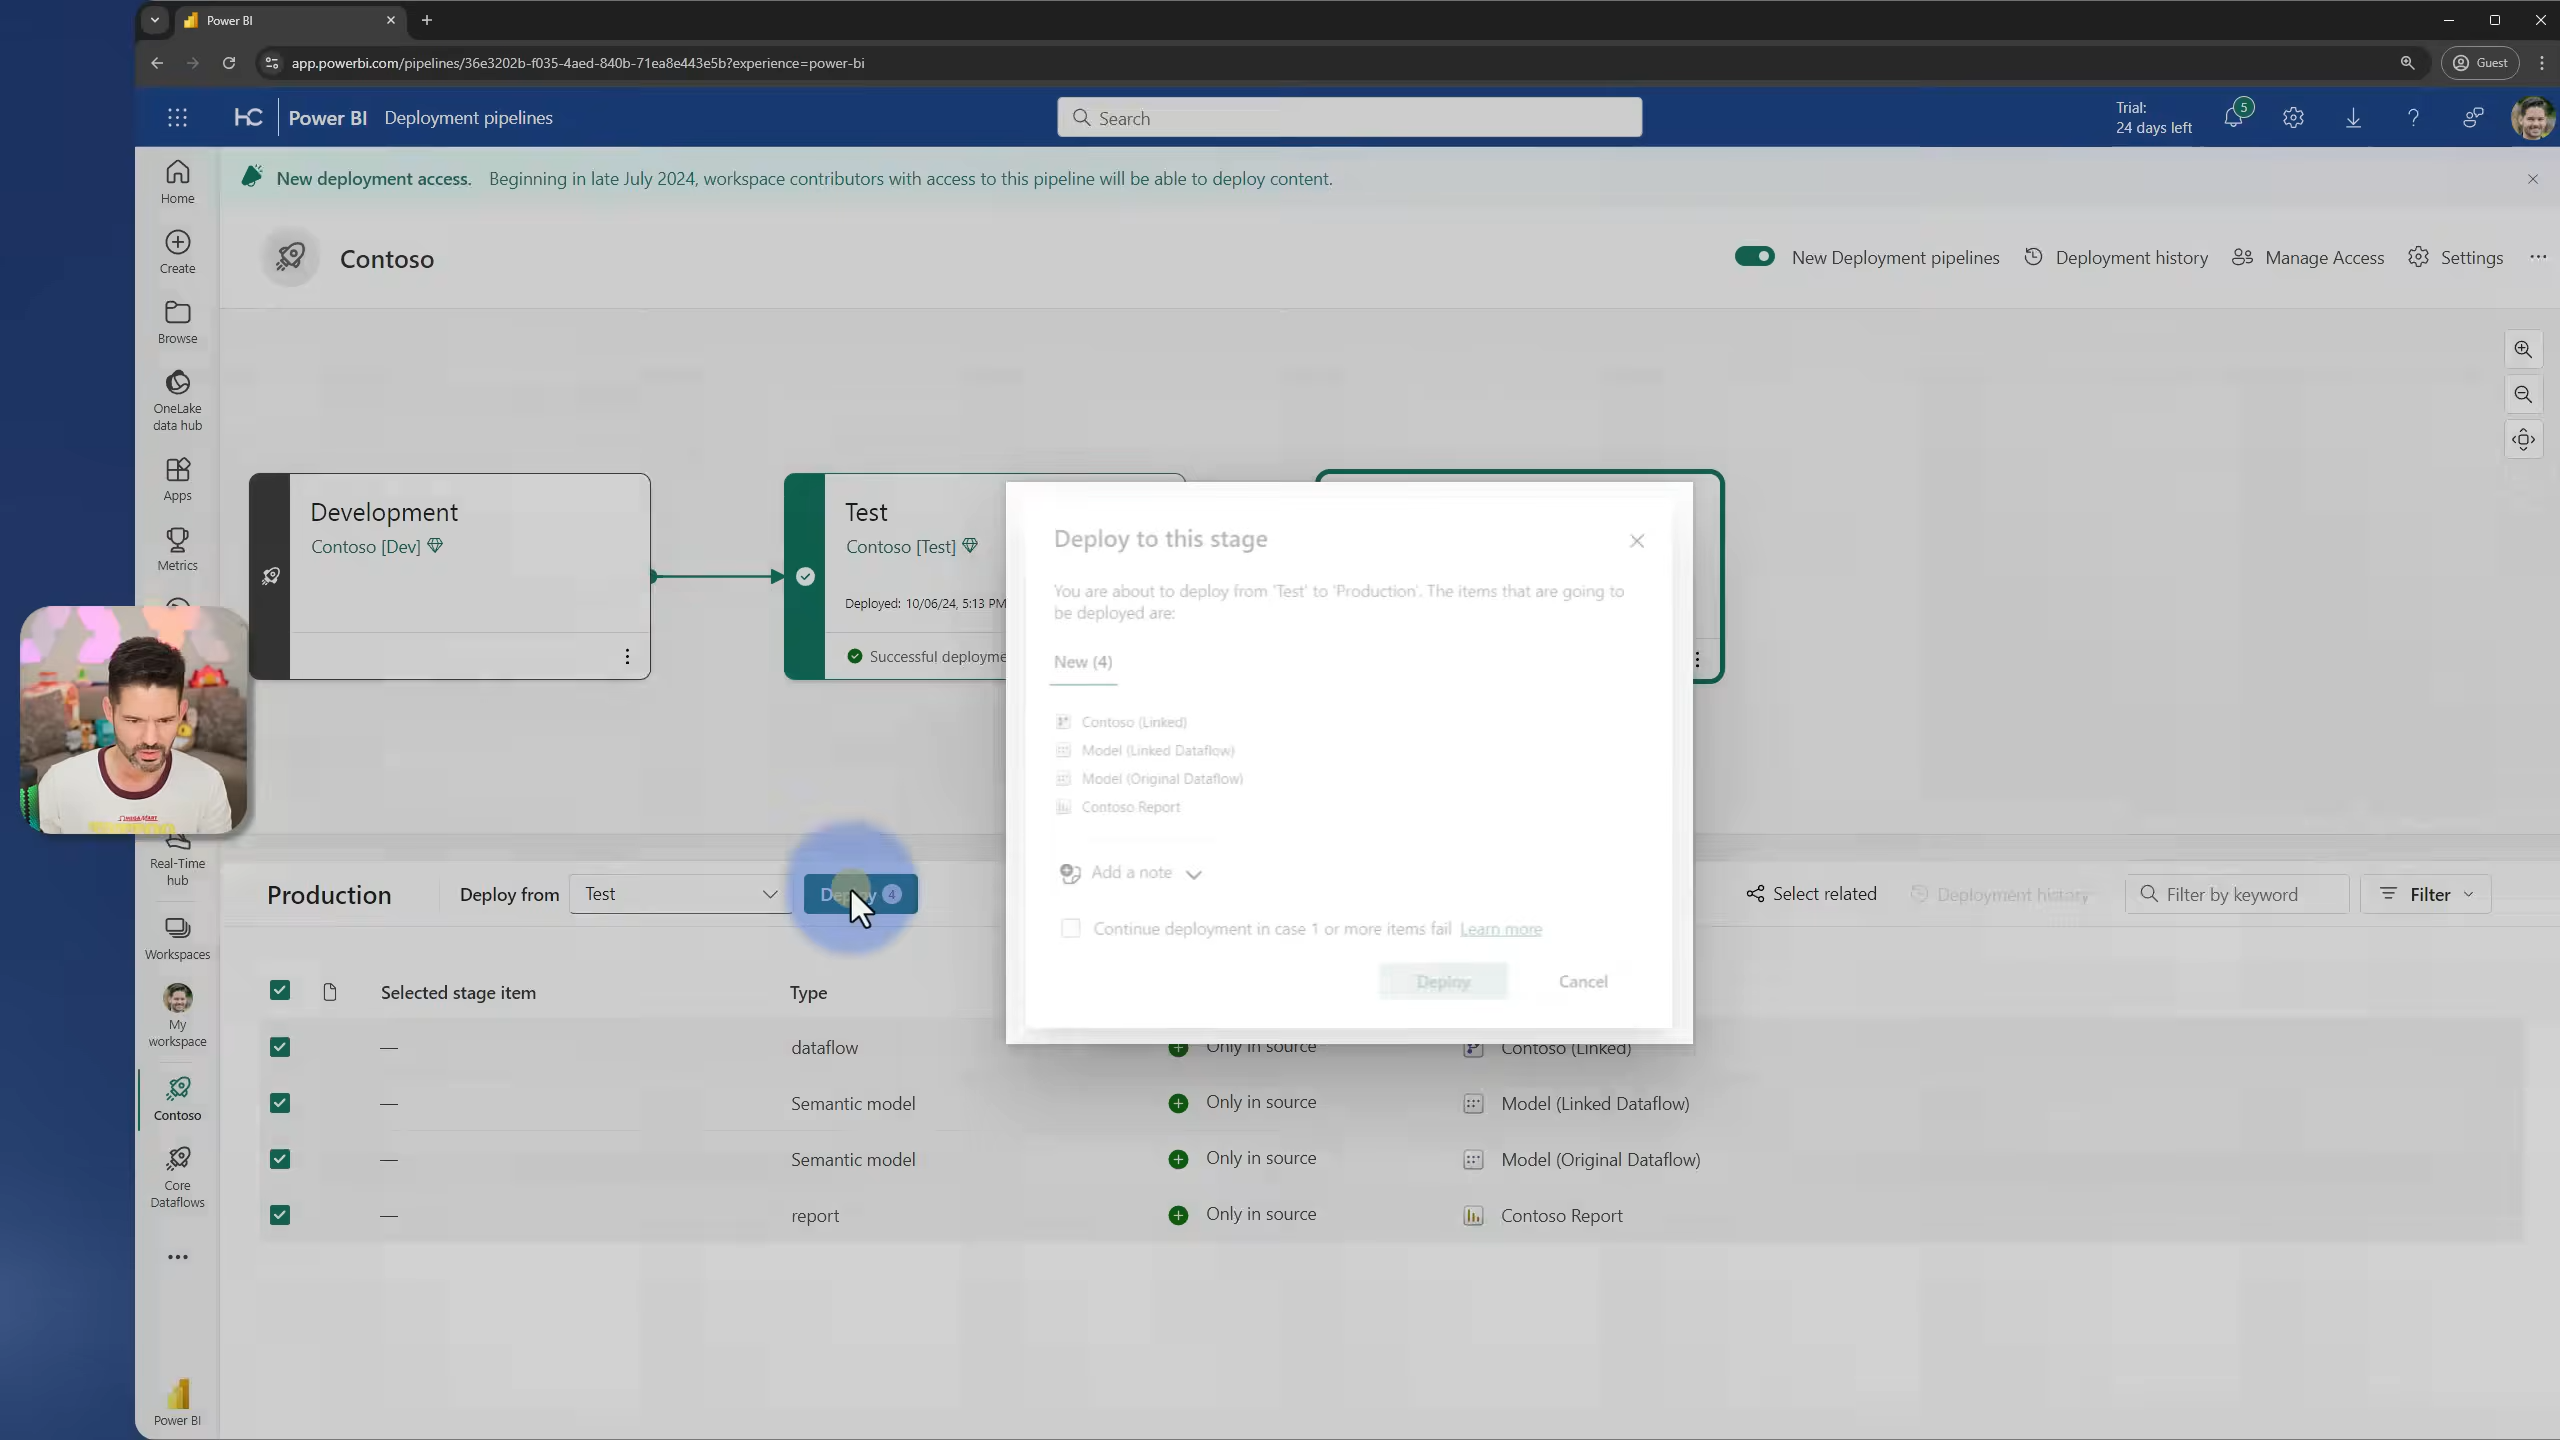 Power BI
app.powerbi.com/pipelines/36e3202b-f035-4aed-840b-71ea8e443e5b?experience=power-bi
Guest
HC
Power BI Deployment pipelines
Search
Trial:
24 days left
5
Home
Create
Browse
OneLake
data hub
Apps
Metrics
Real-Time
hub
Workspaces
My
workspace
Contoso
Core
Dataflows
Power BI
New deployment access. Beginning in late July 2024, workspace contributors with access to this pipeline will be able to deploy content.
Contoso
New Deployment pipelines
Deployment history
Manage Access
Settings
Development
Contoso [Dev]
Test
Contoso [Test]
Deployed: 10/06/24, 5:13 PM
Successful deployme
Deploy to this stage
You are about to deploy from 'Test' to 'Production'. The items that are going to
be deployed are:
New (4)
Contoso (Linked)
Model (Linked Dataflow)
Model (Original Dataflow)
Contoso Report
Add a note
Continue deployment in case 1 or more items fail Learn more
Deploy
Cancel
Production
Deploy from
Test
Deploy 4
Select related
Deployment history
Filter by keyword
Filter
Selected stage item
Type
— dataflow Only in source Contoso (Linked)
— Semantic model Only in source Model (Linked Dataflow)
— Semantic model Only in source Model (Original Dataflow)
— report Only in source Contoso Report